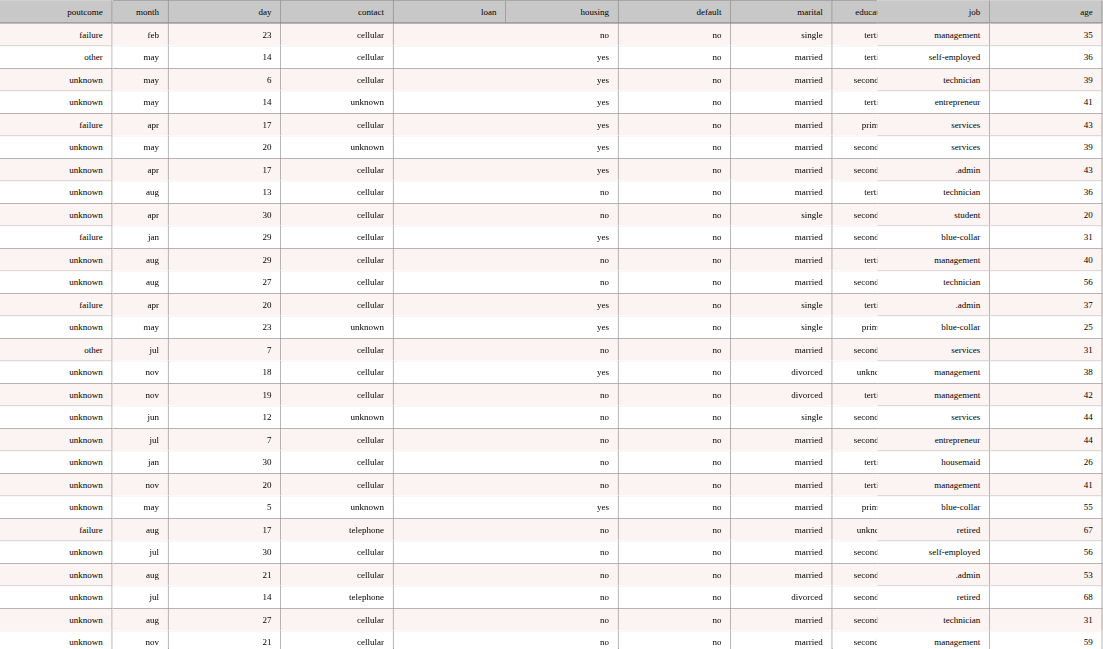 poutcome month day contact loan housing default marital educa job age
failure feb 23 cellular no no single terti management 35
other may 14 cellular yes no married terti self-employed 36
unknown may 6 cellular yes no married second technician 39
unknown may 14 unknown yes no married terti entrepreneur 41
failure apr 17 cellular yes no married prim services 43
unknown may 20 unknown yes no married second services 39
unknown apr 17 cellular yes no married second .admin 43
unknown aug 13 cellular no no married terti technician 36
unknown apr 30 cellular no no single second student 20
failure jan 29 cellular yes no married second blue-collar 31
unknown aug 29 cellular no no married terti management 40
unknown aug 27 cellular no no married second technician 56
failure apr 20 cellular yes no single terti .admin 37
unknown may 23 unknown yes no single prim blue-collar 25
other jul 7 cellular no no married second services 31
unknown nov 18 cellular yes no divorced unkno management 38
unknown nov 19 cellular no no divorced terti management 42
unknown jun 12 unknown no no single second services 44
unknown jul 7 cellular no no married second entrepreneur 44
unknown jan 30 cellular no no married terti housemaid 26
unknown nov 20 cellular no no married terti management 41
unknown may 5 unknown yes no married prim blue-collar 55
failure aug 17 telephone no no married unkno retired 67
unknown jul 30 cellular no no married second self-employed 56
unknown aug 21 cellular no no married second .admin 53
unknown jul 14 telephone no no divorced second retired 68
unknown aug 27 cellular no no married second technician 31
unknown nov 21 cellular no no married second management 59